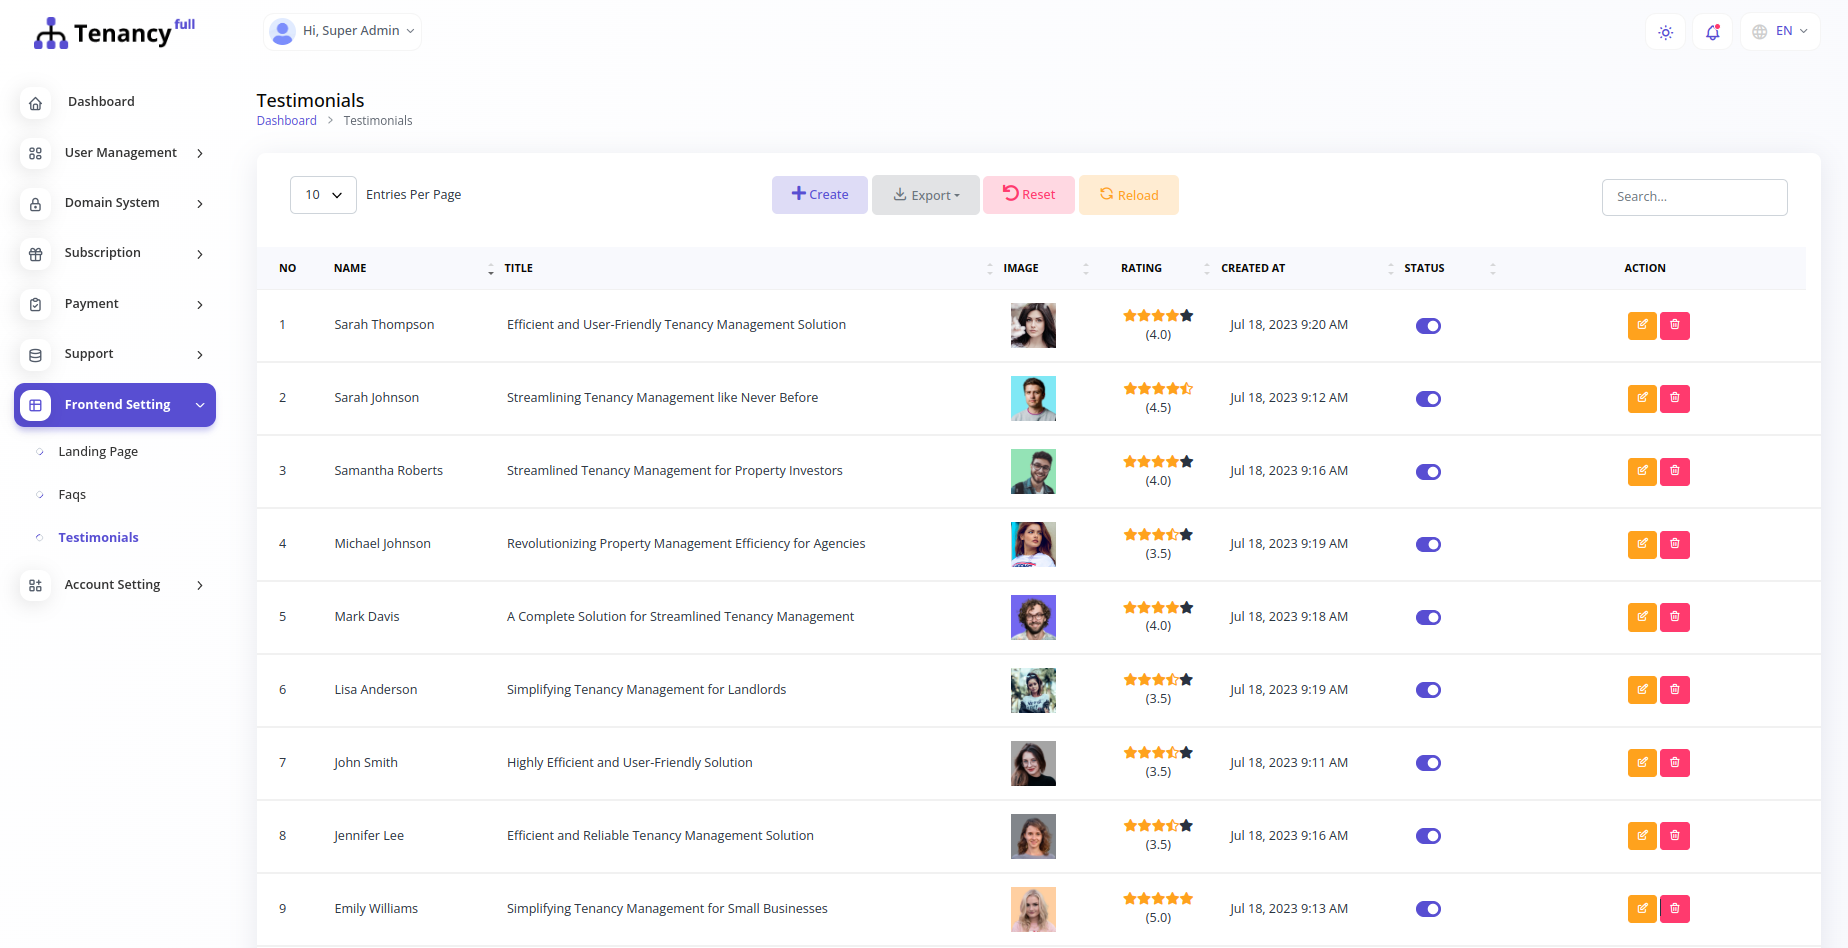 Tenancy full
Hi, Super Admin
EN
Dashboard
User Management
Domain System
Subscription
Payment
Support
Frontend Setting
Landing Page
Faqs
Testimonials
Account Setting
Testimonials
Dashboard > Testimonials
10 Entries Per Page
Create
Export
Reset
Reload
Search...
NO NAME TITLE IMAGE RATING CREATED AT STATUS ACTION
1 Sarah Thompson Efficient and User-Friendly Tenancy Management Solution (4.0) Jul 18, 2023 9:20 AM
2 Sarah Johnson Streamlining Tenancy Management like Never Before (4.5) Jul 18, 2023 9:12 AM
3 Samantha Roberts Streamlined Tenancy Management for Property Investors (4.0) Jul 18, 2023 9:16 AM
4 Michael Johnson Revolutionizing Property Management Efficiency for Agencies (3.5) Jul 18, 2023 9:19 AM
5 Mark Davis A Complete Solution for Streamlined Tenancy Management (4.0) Jul 18, 2023 9:18 AM
6 Lisa Anderson Simplifying Tenancy Management for Landlords (3.5) Jul 18, 2023 9:19 AM
7 John Smith Highly Efficient and User-Friendly Solution (3.5) Jul 18, 2023 9:11 AM
8 Jennifer Lee Efficient and Reliable Tenancy Management Solution (3.5) Jul 18, 2023 9:16 AM
9 Emily Williams Simplifying Tenancy Management for Small Businesses (5.0) Jul 18, 2023 9:13 AM